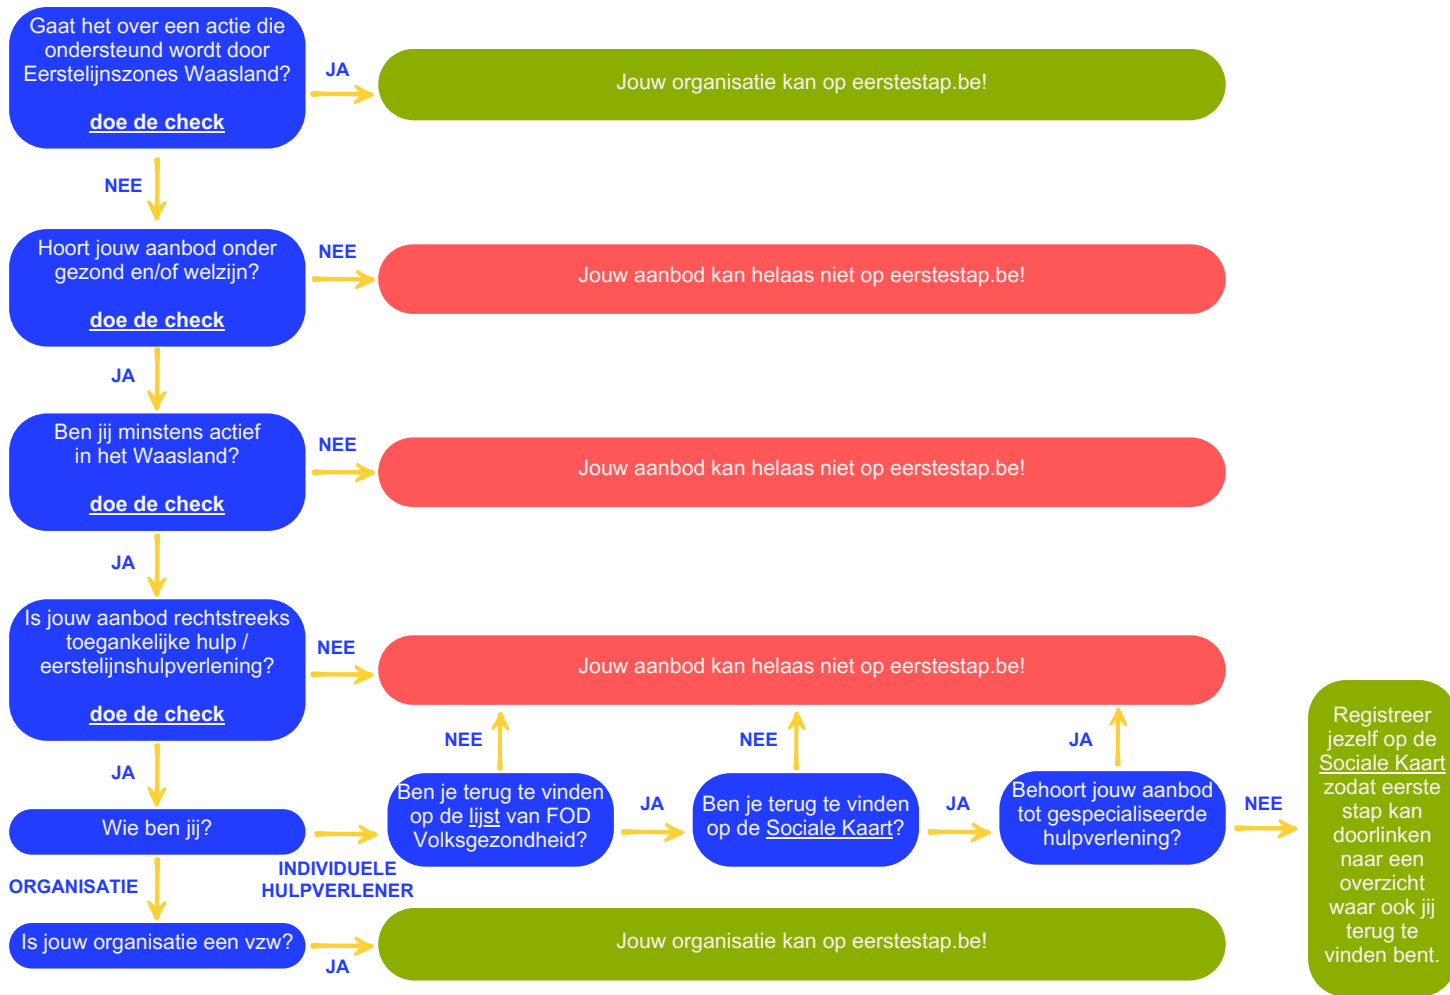 Gaat het over een actie die
ondersteund wordt door
Eerstelijnszones Waasland?
doe de check
JA
Jouw organisatie kan op eerstestap.be!
NEE
Hoort jouw aanbod onder
gezond en/of welzijn?
doe de check
NEE
Jouw aanbod kan helaas niet op eerstestap.be!
JA
Ben jij minstens actief
in het Waasland?
doe de check
NEE
Jouw aanbod kan helaas niet op eerstestap.be!
JA
Is jouw aanbod rechtstreeks
toegankelijke hulp /
eerstelijnshulpverlening?
doe de check
NEE
Jouw aanbod kan helaas niet op eerstestap.be!
JA
Wie ben jij?
INDIVIDUELE
HULPVERLENER
NEE
Ben je terug te vinden
op de lijst van FOD
Volksgezondheid?
JA
NEE
Ben je terug te vinden
op de Sociale Kaart?
JA
JA
Behoort jouw aanbod
tot gespecialiseerde
hulpverlening?
NEE
Registreer
jezelf op de
Sociale Kaart
zodat eerste
stap kan
doorlinken
naar een
overzicht
waar ook jij
terug te
vinden bent.
ORGANISATIE
Is jouw organisatie een vzw?
JA
Jouw organisatie kan op eerstestap.be!